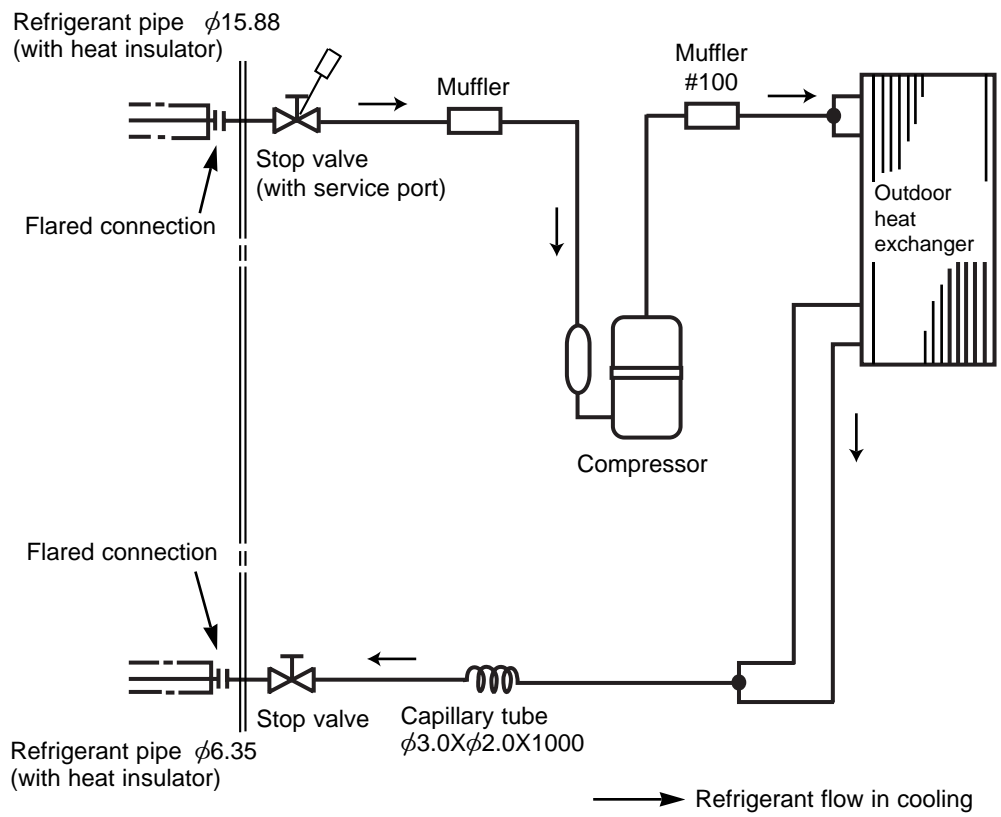 Refrigerant pipe ϕ15.88
(with heat insulator)
Muffler
Muffler
#100
Stop valve
(with service port)
Flared connection
Outdoor
heat
exchanger
Compressor
Flared connection
Stop valve
Capillary tube
ϕ3.0Xϕ2.0X1000
Refrigerant pipe ϕ6.35
(with heat insulator)
Refrigerant flow in cooling